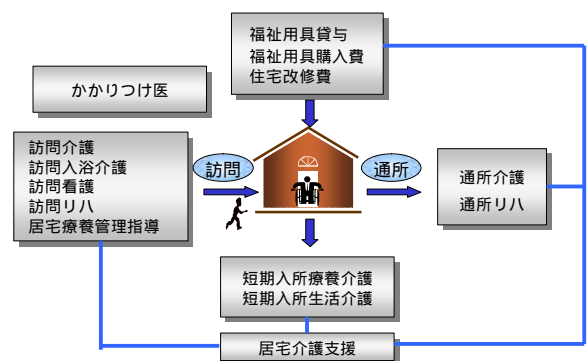 福祉用具貸与
福祉用具購入費
住宅改修費
かかりつけ医
訪問介護
訪問入浴介護
訪問看護
訪問リハ
居宅療養管理指導
訪問
通所
通所介護
通所リハ
短期入所療養介護
短期入所生活介護
居宅介護支援